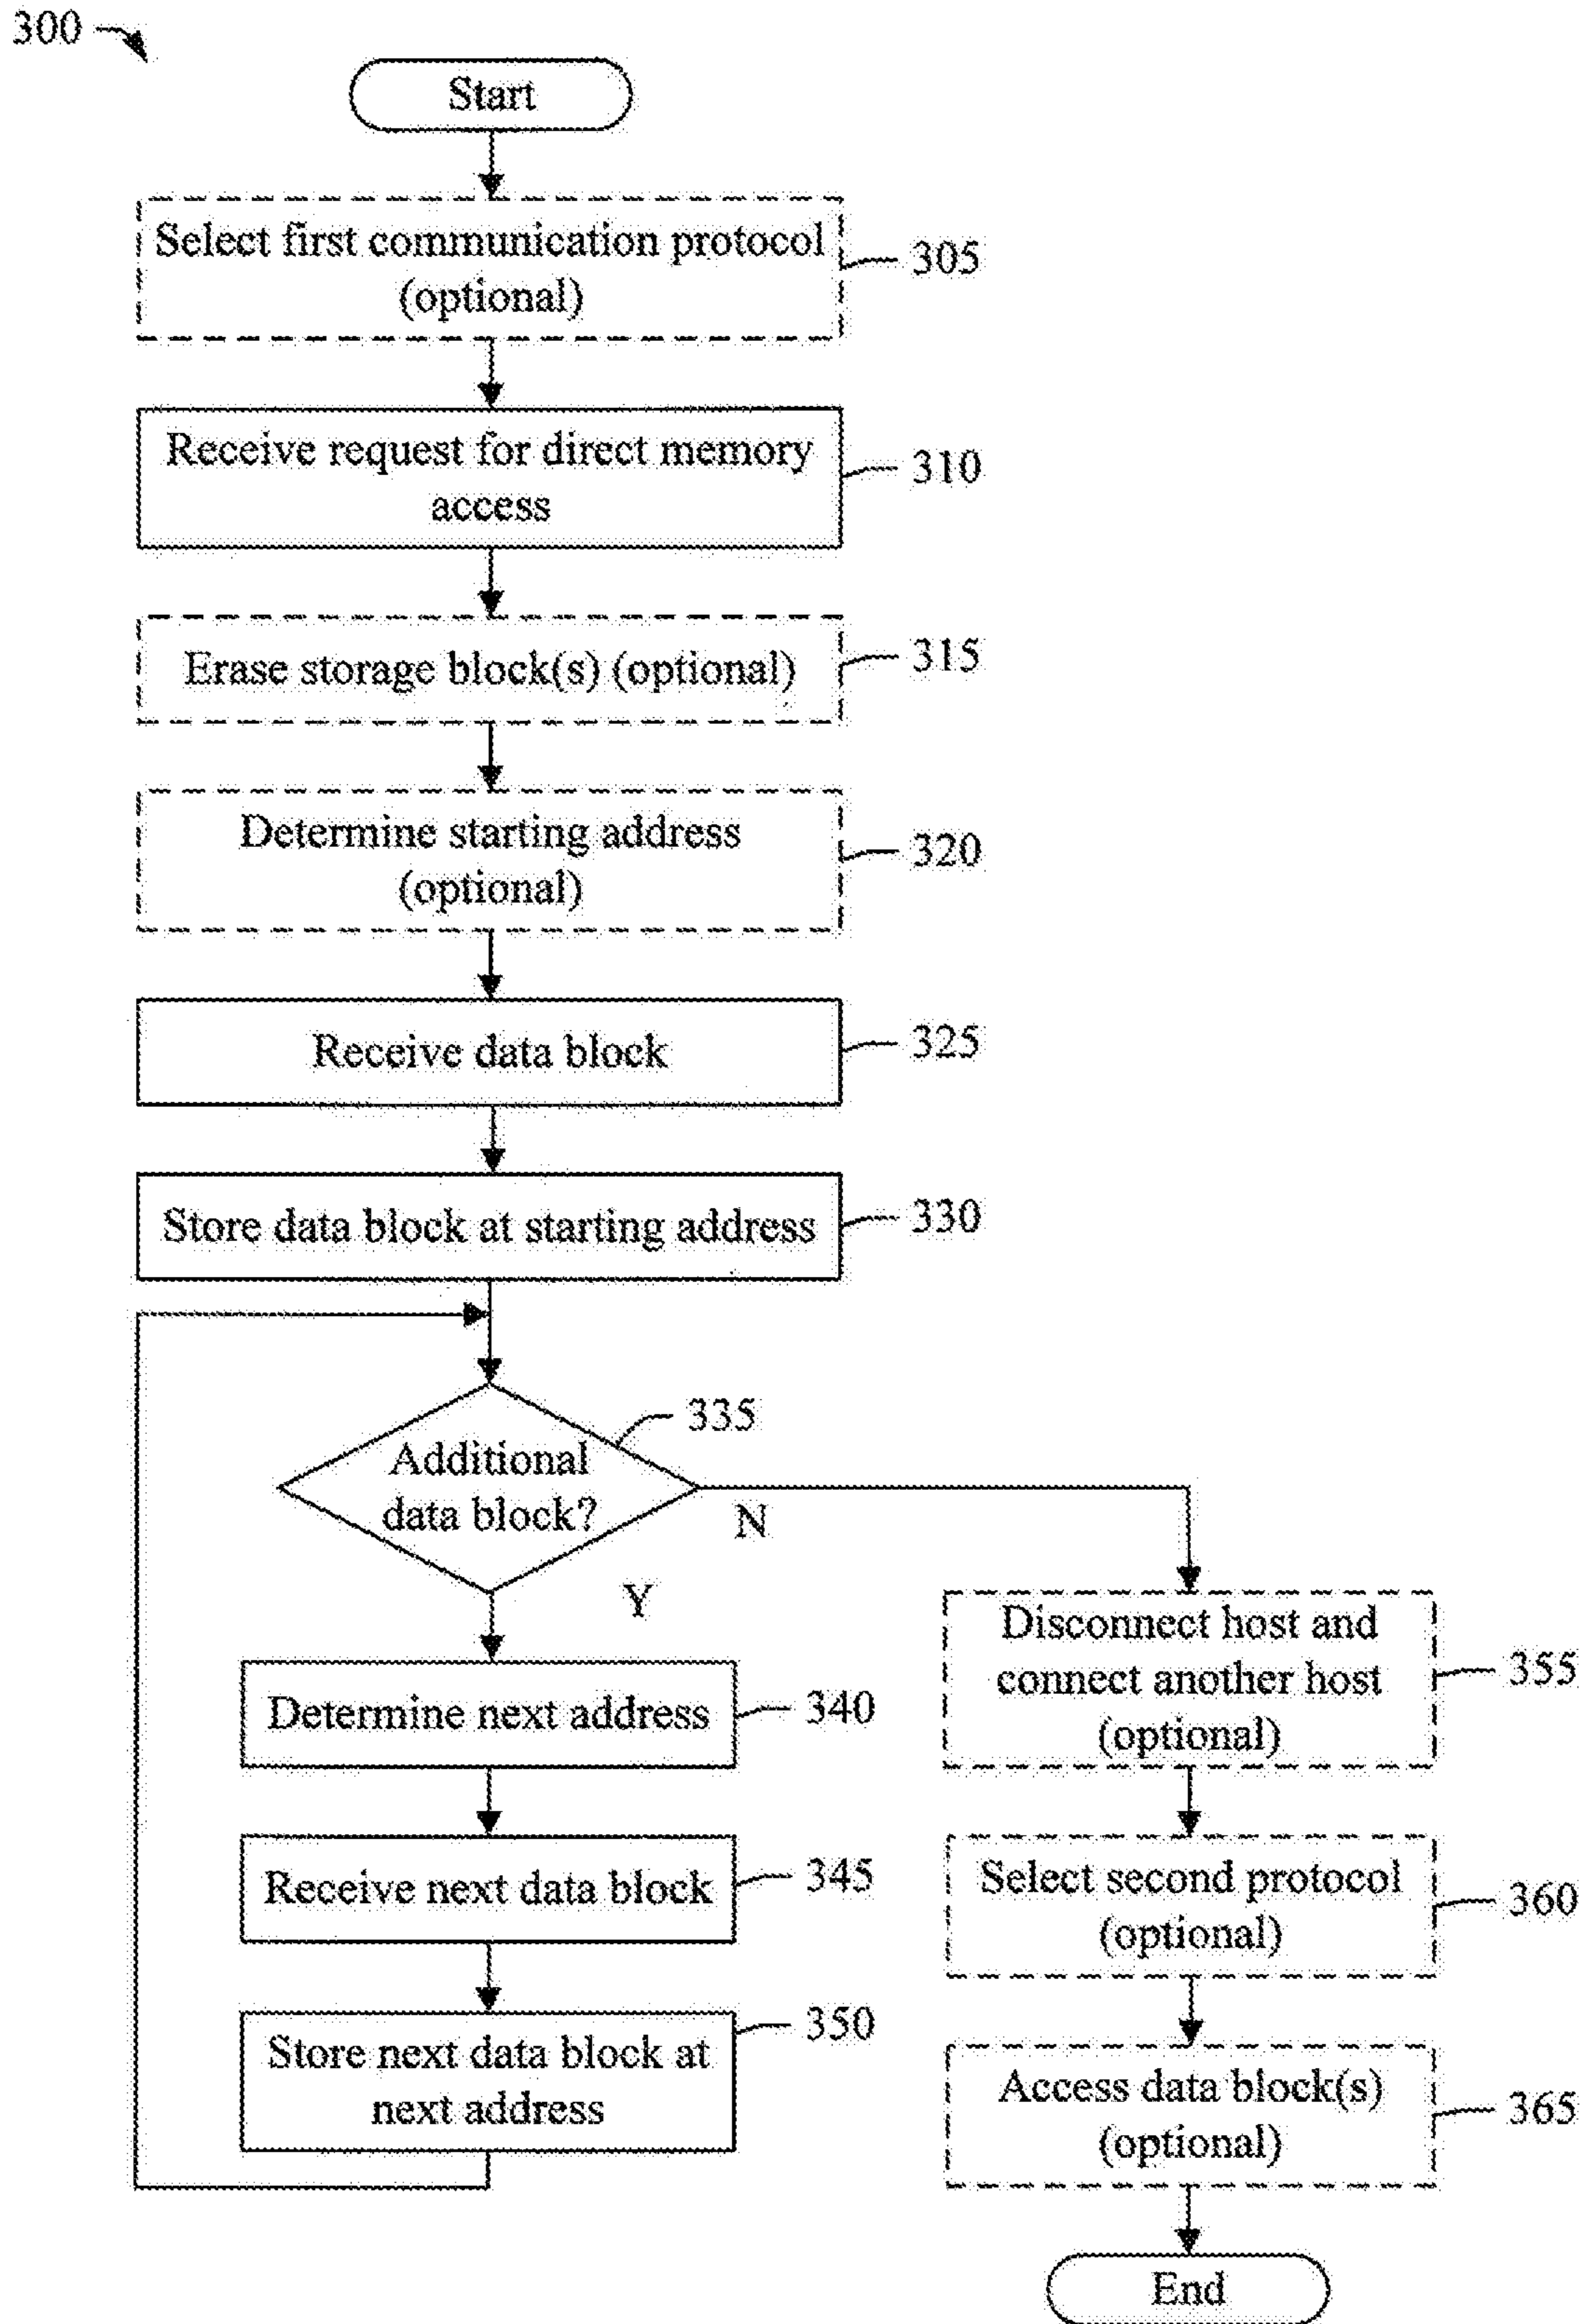 300
Start
Select first communication protocol
(optional)
305
Receive request for direct memory
access
310
Erase storage block(s) (optional)
315
Determine starting address
(optional)
320
Receive data block
325
Store data block at starting address
330
Additional
data block?
335
N
Y
Determine next address
340
Receive next data block
345
Store next data block at
next address
350
Disconnect host and
connect another host
(optional)
355
Select second protocol
(optional)
360
Access data block(s)
(optional)
365
End